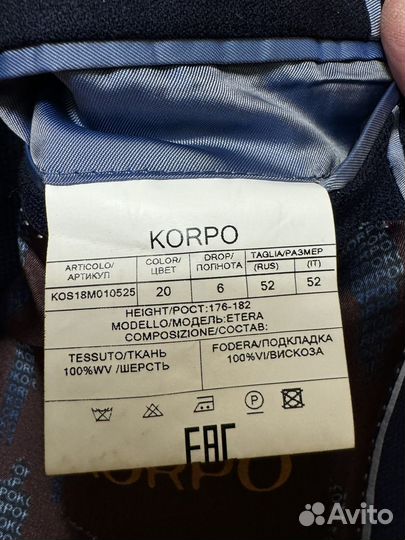 KORPO
ARTICOLO/ COLOR/ DROP/ TAGLIA/РАЗМЕР
АРТИКУЛ ЦВЕТ ПОЛНОТА (RUS) (IT)
KOS18M010525 20 6 52 52
HEIGHT/РОСТ:176-182
MODELLO/МОДЕЛЬ:ETERA
COMPOSIZIONE/СОСТАВ:
TESSUTO/ТКАНЬ FODERA/ПОДКЛАДКА
100%WV /ШЕРСТЬ 100%VI/ВИСКОЗА
P
EAC
KORPO
Avito